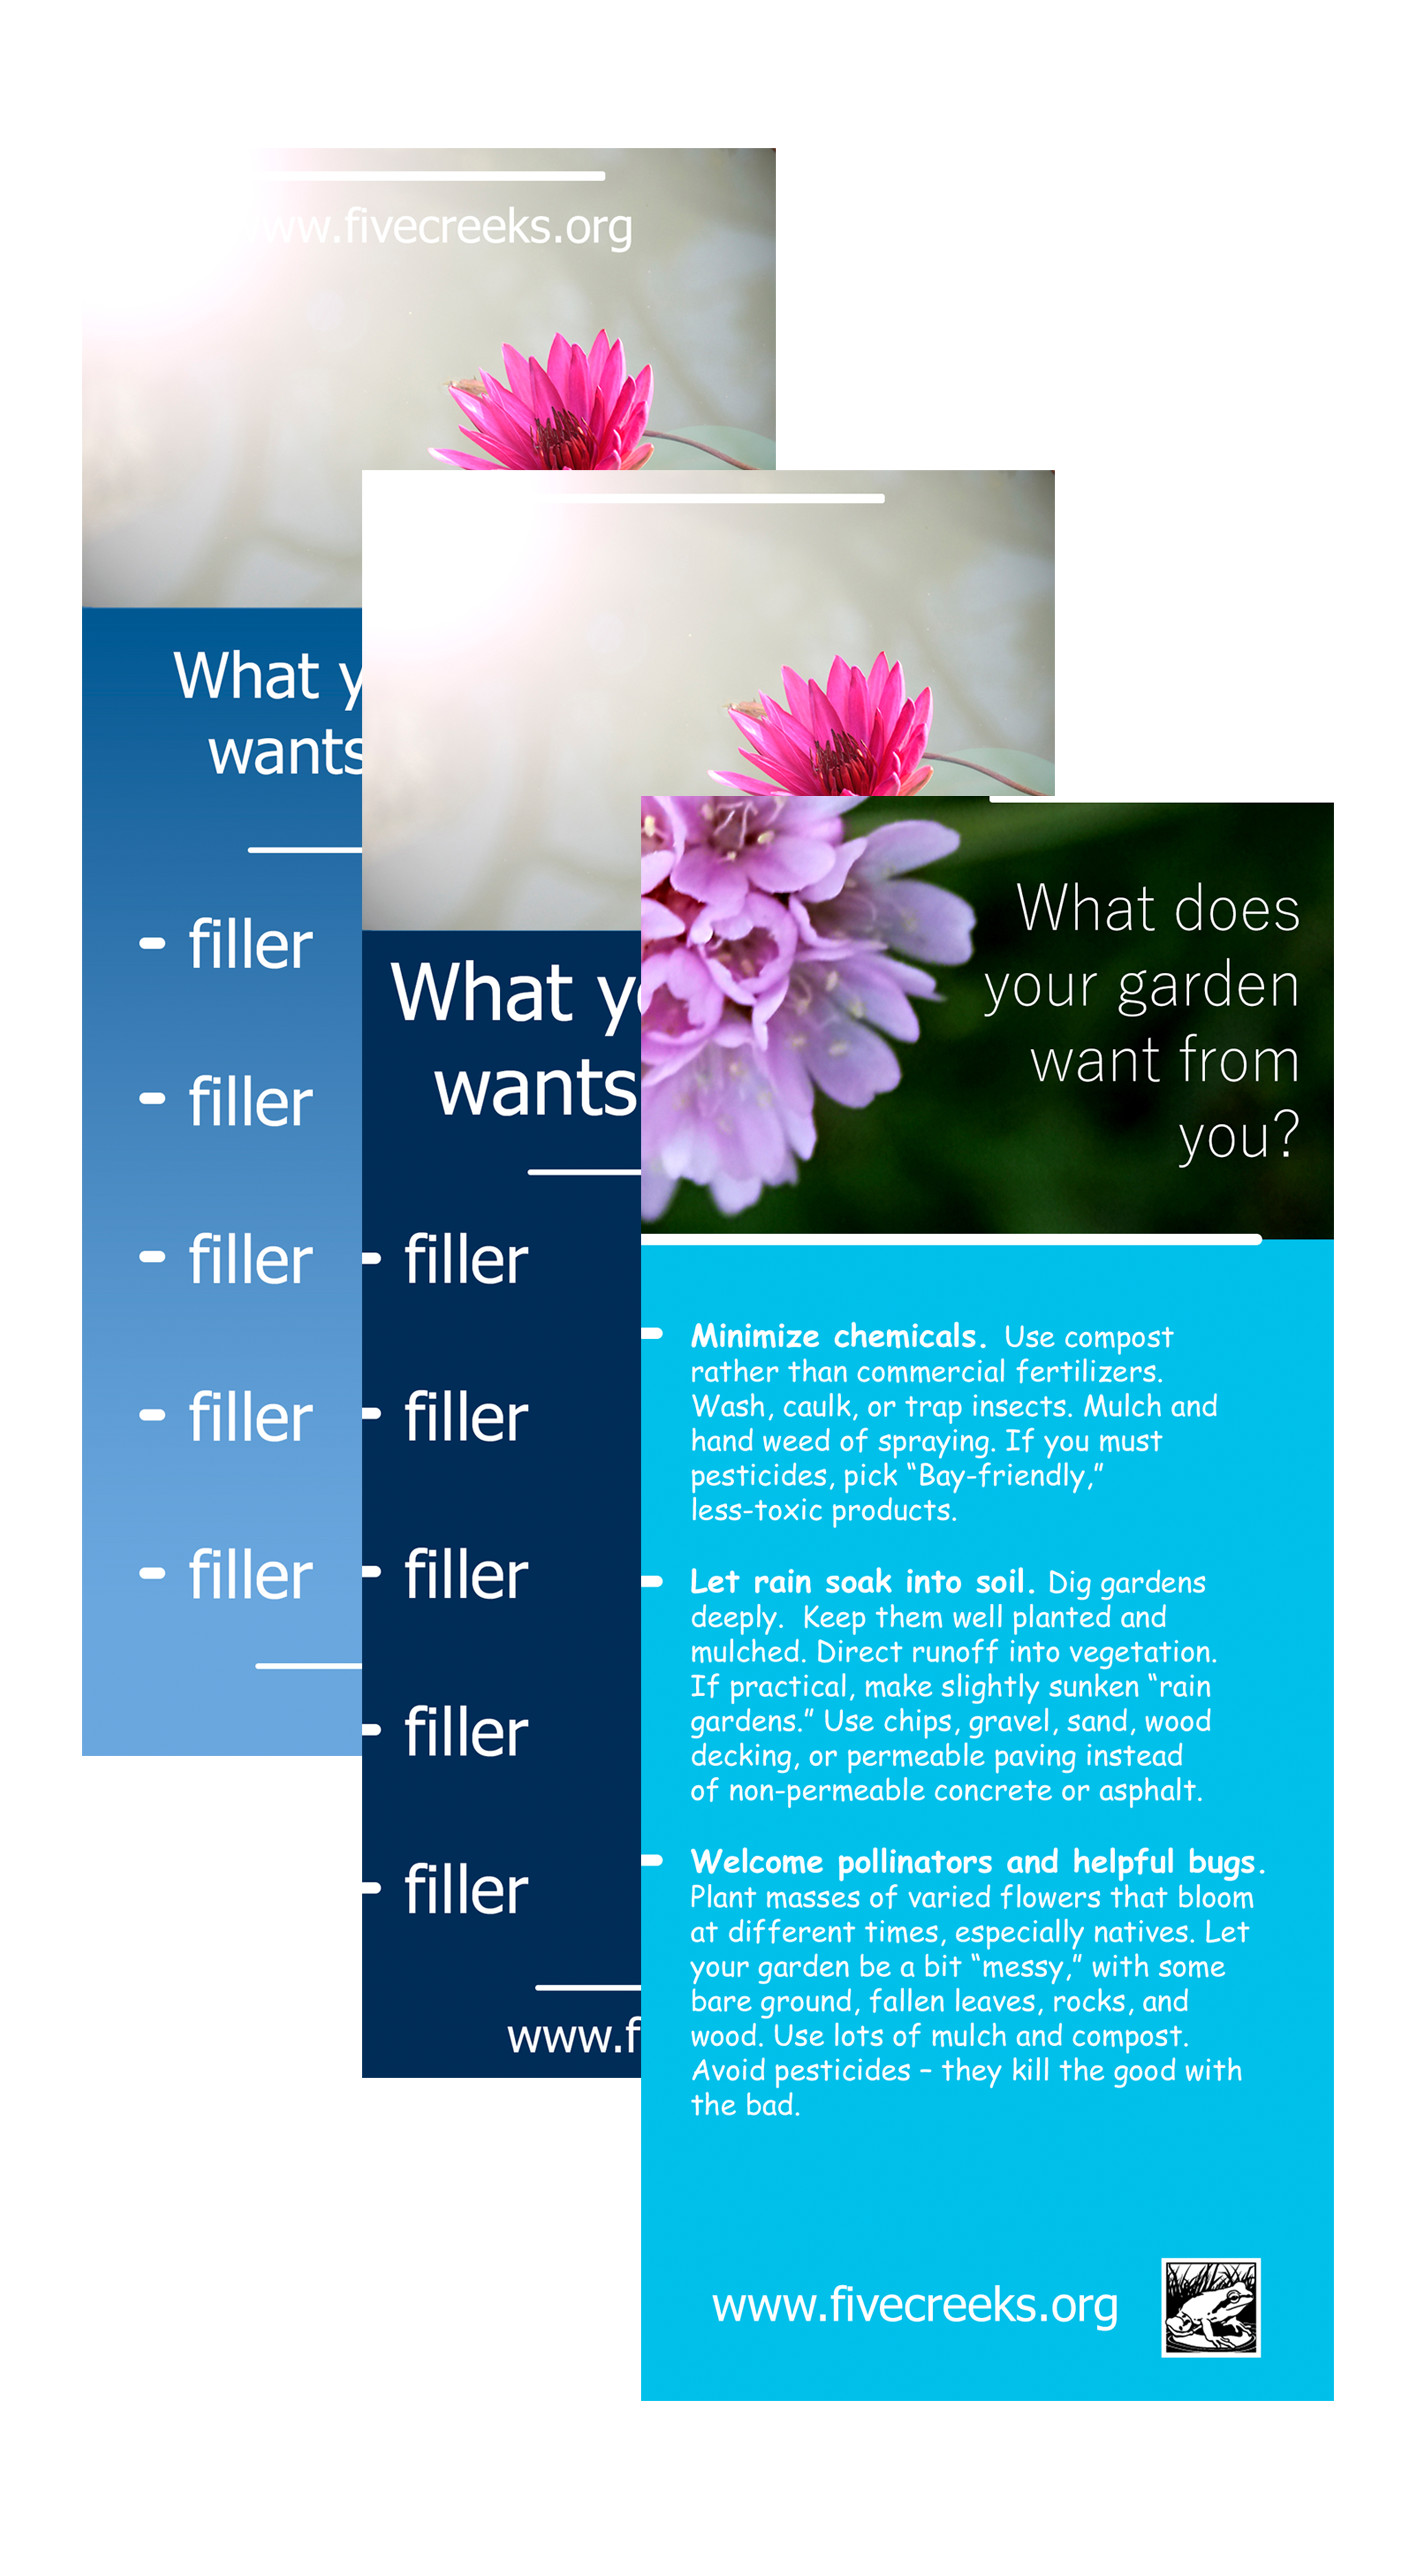 ww.fivecreeks.org
What y
wants
- filler
- filler
- filler
- filler
- filler
What y
wants
- filler
- filler
- filler
- filler
- filler
www.f
What does
your garden
want from
you?
- Minimize chemicals. Use compost
rather than commercial fertilizers.
Wash, caulk, or trap insects. Mulch and
hand weed of spraying. If you must
pesticides, pick “Bay-friendly,”
less-toxic products.
- Let rain soak into soil. Dig gardens
deeply. Keep them well planted and
mulched. Direct runoff into vegetation.
If practical, make slightly sunken “rain
gardens.” Use chips, gravel, sand, wood
decking, or permeable paving instead
of non-permeable concrete or asphalt.
- Welcome pollinators and helpful bugs.
Plant masses of varied flowers that bloom
at different times, especially natives. Let
your garden be a bit “messy,” with some
bare ground, fallen leaves, rocks, and
wood. Use lots of mulch and compost.
Avoid pesticides – they kill the good with
the bad.
www.fivecreeks.org